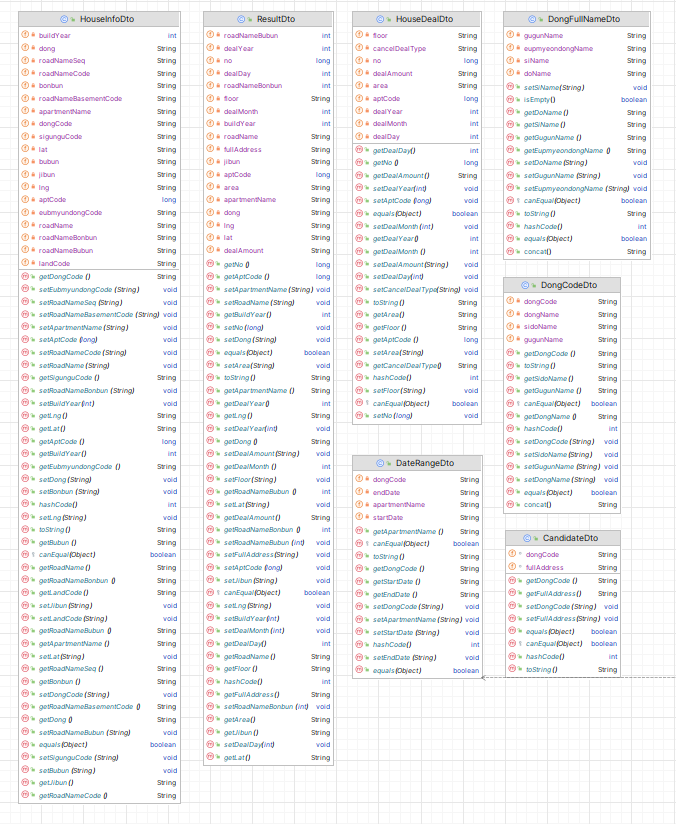 HouseInfoDto
buildYear int
dong String
roadNameSeq String
roadNameCode String
bonbun String
roadNameBasementCode String
apartmentName String
dongCode String
sigunguCode String
lat String
bubun String
jibun String
lng String
aptCode long
eubmyundongCode String
roadName String
roadNameBonbun String
roadNameBubun String
landCode String
getDongCode () String
setEubmyundongCode (String) void
setRoadNameSeq (String) void
setRoadNameBasementCode (String) void
setApartmentName (String) void
setAptCode (long) void
setRoadNameCode (String) void
setRoadName (String) void
getSigunguCode () String
setRoadNameBonbun (String) void
setBuildYear(int) void
getLng() String
getLat() String
getAptCode () long
getBuildYear () int
getEubmyundongCode () String
setDong (String) void
setBonbun (String) void
hashCode() int
setLng(String) void
toString() String
getBubun () String
canEqual(Object) boolean
getRoadName () String
getRoadNameBonbun () String
getLandCode () String
setJibun (String) void
setLandCode (String) void
getRoadNameBubun () String
getApartmentName () String
setLat(String) void
getRoadNameSeq () String
getBonbun () String
setDongCode (String) void
getRoadNameBasementCode () String
getDong () String
setRoadNameBubun (String) void
equals(Object) boolean
setSigunguCode (String) void
setBubun (String) void
getJibun () String
getRoadNameCode () String
ResultDto
roadNameBubun int
dealYear int
no long
dealDay int
roadNameBonbun int
floor String
dealMonth int
buildYear int
roadName String
fullAddress String
jibun String
aptCode long
area String
apartmentName String
dong String
lng String
lat String
dealAmount String
getNo () long
getAptCode () long
setApartmentName (String) void
setRoadName (String) void
getBuildYear () int
setNo (long) void
setDong (String) void
equals(Object) boolean
setArea(String) void
toString() String
getApartmentName () String
getDealYear() int
getLng() String
setDealYear(int) void
getDong () String
setDealAmount(String) void
getDealMonth () int
setFloor(String) void
getRoadNameBubun () int
setLat(String) void
getDealAmount() String
getRoadNameBonbun () int
setRoadNameBubun (int) void
setFullAddress(String) void
setAptCode (long) void
setJibun (String) void
canEqual(Object) boolean
setLng(String) void
setBuildYear(int) void
setDealMonth (int) void
getDealDay() int
getRoadName () String
getFloor () String
hashCode() int
getFullAddress() String
setRoadNameBonbun (int) void
getArea() String
getJibun () String
setDealDay(int) void
getLat() String
HouseDealDto
floor String
cancelDealType String
no long
dealAmount String
area String
aptCode long
dealYear int
dealMonth int
dealDay int
getDealDay() int
getNo () long
getDealAmount() String
setDealYear(int) void
setAptCode (long) void
equals(Object) boolean
setDealMonth (int) void
getDealYear() int
getDealMonth () int
setDealAmount(String) void
setDealDay(int) void
setCancelDealType(String) void
toString() String
getArea() String
getFloor () String
getAptCode () long
setArea(String) void
getCancelDealType() String
hashCode() int
setFloor(String) void
canEqual(Object) boolean
setNo (long) void
DateRangeDto
dongCode String
endDate String
apartmentName String
startDate String
getApartmentName () String
canEqual(Object) boolean
toString() String
getDongCode () String
getStartDate () String
getEndDate () String
setDongCode (String) void
setApartmentName (String) void
setStartDate (String) void
hashCode() int
setEndDate (String) void
equals(Object) boolean
DongFullNameDto
gugunName String
eupmyeondongName String
siName String
doName String
setSiName(String) void
isEmpty() boolean
getDoName () String
getSiName () String
getGugunName () String
getEupmyeondongName () String
setDoName (String) void
setGugunName (String) void
setEupmyeondongName (String) void
canEqual(Object) boolean
toString() String
hashCode() int
equals(Object) boolean
concat() String
DongCodeDto
dongCode String
dongName String
sidoName String
gugunName String
getDongCode () String
toString() String
getSidoName () String
getGugunName () String
canEqual(Object) boolean
getDongName () String
hashCode() int
setDongCode (String) void
setSidoName (String) void
setGugunName (String) void
setDongName (String) void
equals(Object) boolean
concat() String
CandidateDto
dongCode String
fullAddress String
getDongCode () String
getFullAddress() String
setDongCode (String) void
setFullAddress(String) void
equals(Object) boolean
canEqual(Object) boolean
hashCode() int
toString() String